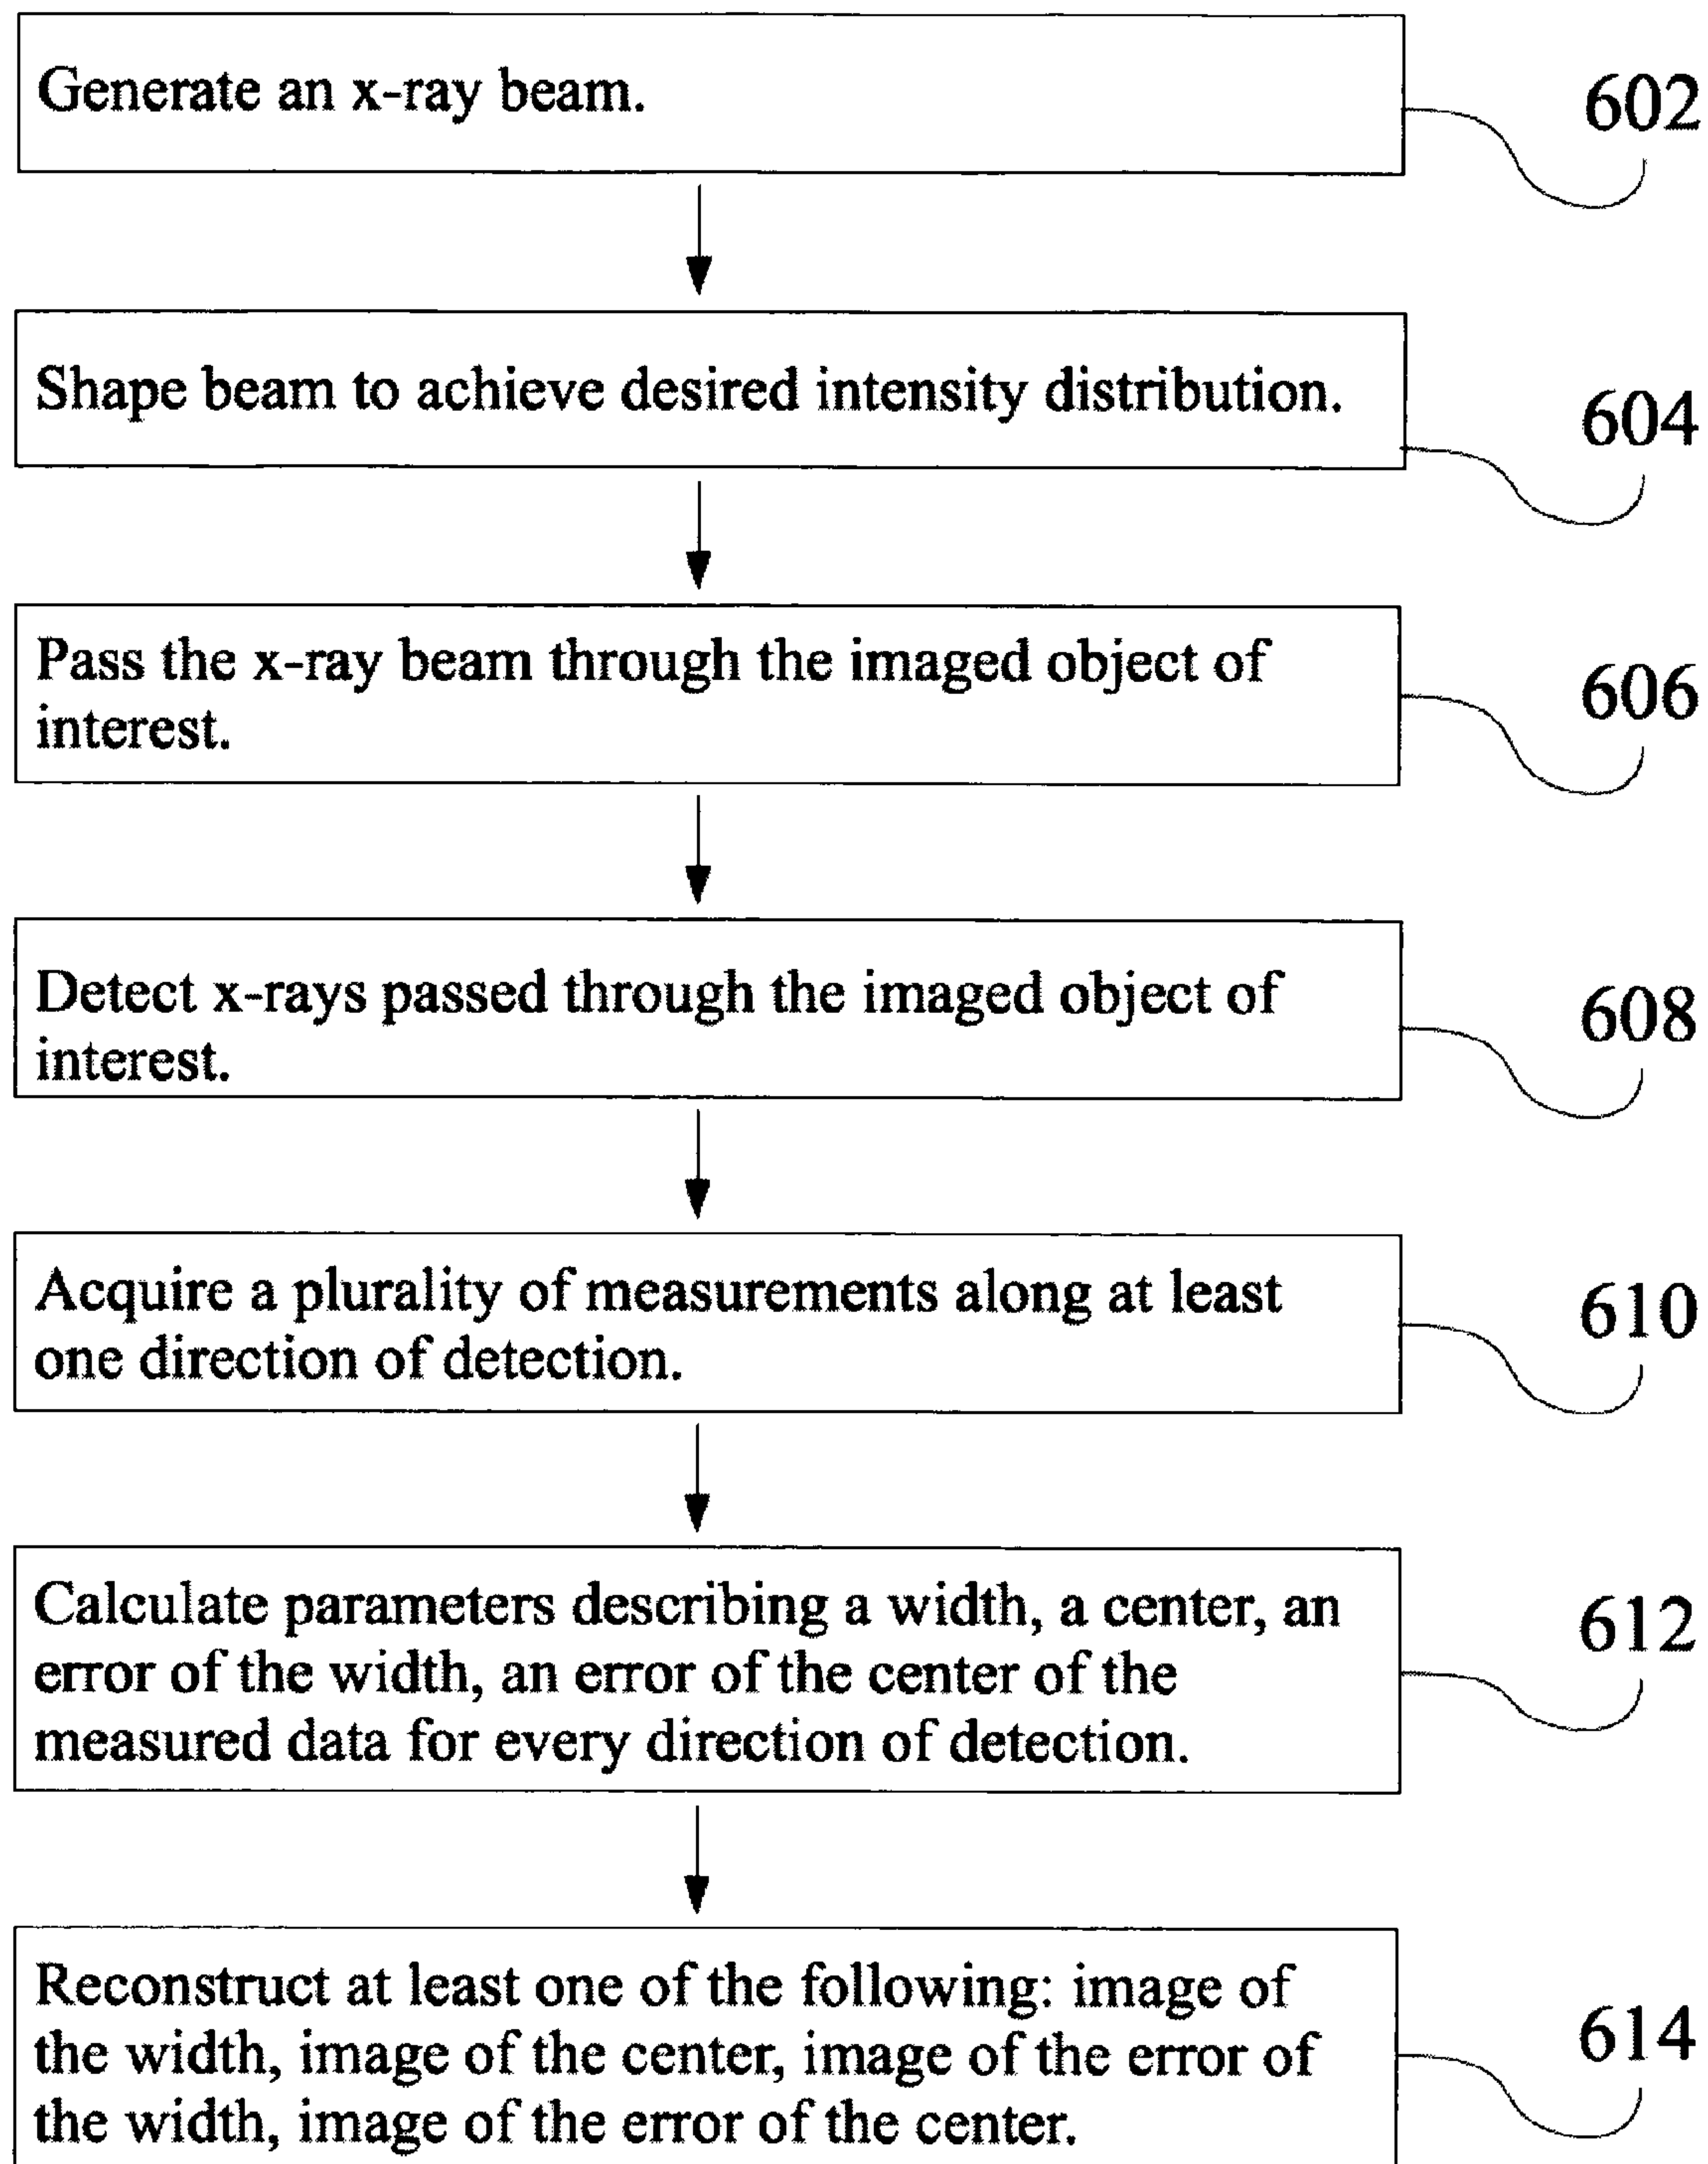 Generate an x-ray beam.
602
Shape beam to achieve desired intensity distribution.
604
Pass the x-ray beam through the imaged object of
interest.
606
Detect x-rays passed through the imaged object of
interest.
608
Acquire a plurality of measurements along at least
one direction of detection.
610
Calculate parameters describing a width, a center, an
error of the width, an error of the center of the
measured data for every direction of detection.
612
Reconstruct at least one of the following: image of
the width, image of the center, image of the error of
the width, image of the error of the center.
614